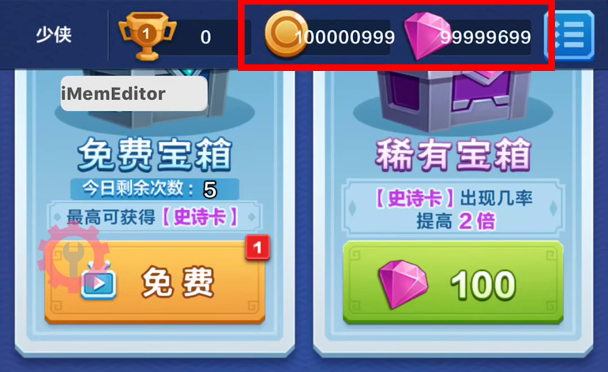 少侠
1
0
100000999
99999699
iMemEditor
免费宝箱
今日剩余次数：5
最高可获得【史诗卡】
1
免费
稀有宝箱
【史诗卡】出现几率
提高2倍
100